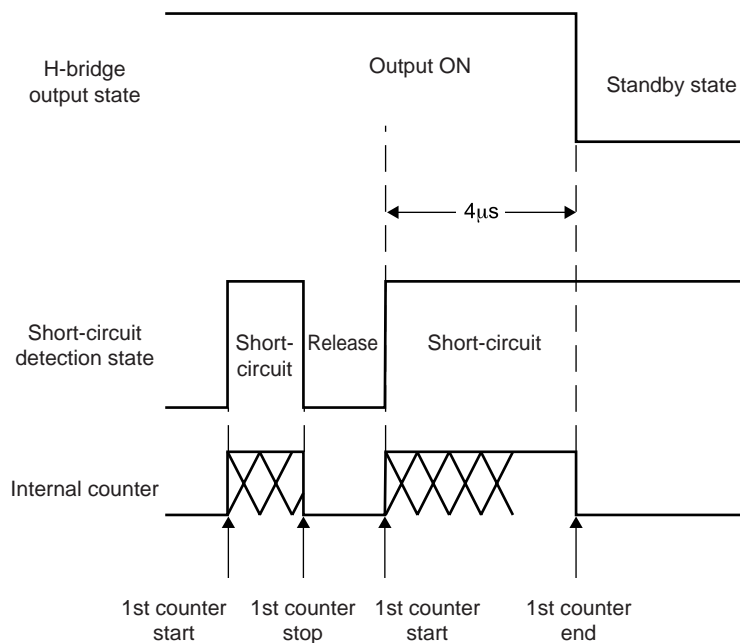 H-bridge
output state
Output ON
Standby state
4μs
Short-circuit
detection state
Short-
circuit
Release
Short-circuit
Internal counter
1st counter
start
1st counter
stop
1st counter
start
1st counter
end